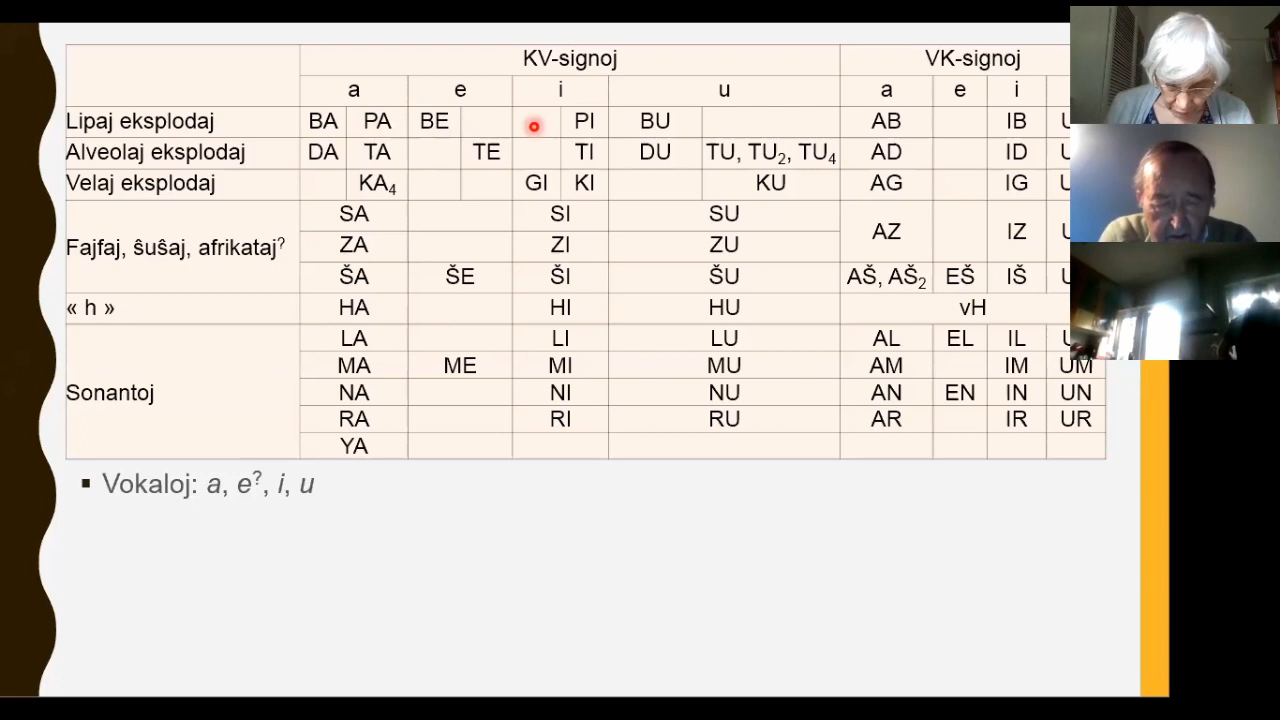 KV-signoj VK-signoj
a e i u a e i
Lipaj eksplodaj BA PA BE PI BU AB IB
Alveolaj eksplodaj DA TA TE TI DU TU, TU₂, TU₄ AD ID
Velaj eksplodaj KA₄ GI KI KU AG IG
Fajfaj, ŝuŝaj, afrikataj? SA SI SU AZ IZ
ZA ZI ZU
ŠA ŠE ŠI ŠU AŠ, AŠ₂ EŠ IŠ
« h » HA HI HU vH
Sonantoj LA LI LU AL EL IL
MA ME MI MU AM IM UM
NA NI NU AN EN IN UN
RA RI RU AR IR UR
YA
▪ Vokaloj: a, e?, i, u